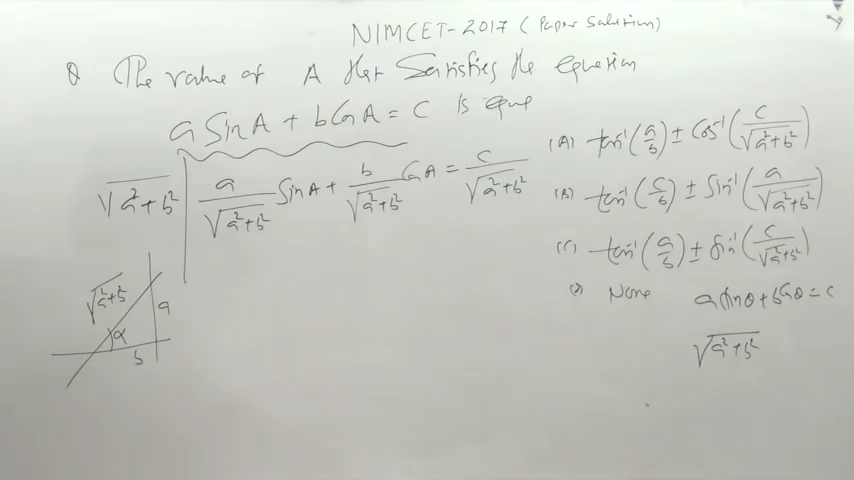 NIMCET-2017 (Paper Solution)
Q The value of A that Satisfies the equation
a Sin A + b Cos A = C is equa
√a²+b² | a/√a²+b² Sin A + b/√a²+b² Cos A = C/√a²+b²
(A) tan⁻¹(a/b) ± Cos⁻¹(C/√a²+b²)
(B) tan⁻¹(C/b) ± Sin⁻¹(a/√a²+b²)
(C) tan⁻¹(a/b) ± Sin⁻¹(C/√a²+b²)
(D) None
a sinθ + b cosθ = c
√a²+b²
√a²+b²
a
α
b